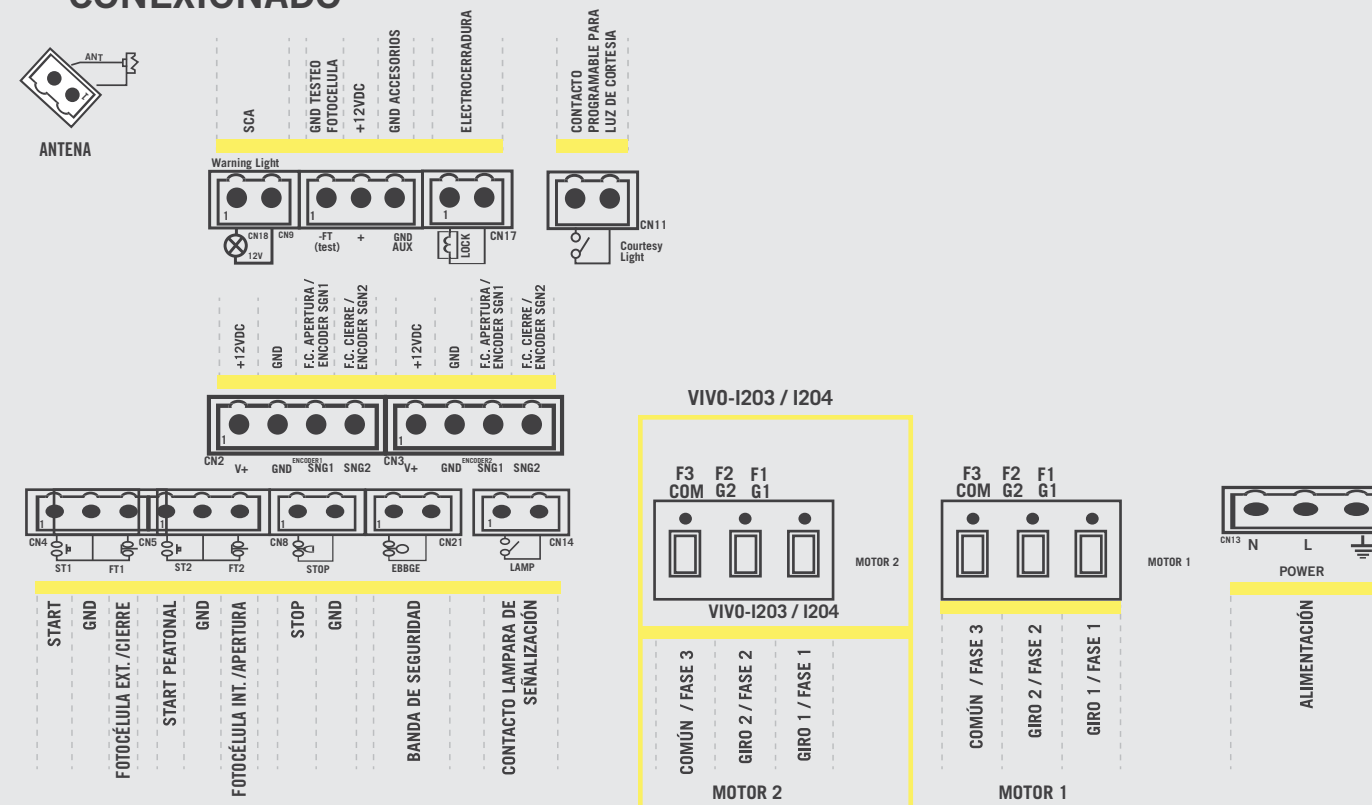 CONEXIONADO
ANT
1
ANTENA
SCA
GND TESTEO
FOTOCELULA
+12VDC
GND ACCESORIOS
ELECTROCERRADURA
CONTACTO
PROGRAMABLE PARA
LUZ DE CORTESIA
Warning Light
1
1
1
CN18
CN9
12V
-FT
(test)
+
GND
AUX
LOCK
CN17
CN11
Courtesy
Light
+12VDC
GND
F.C. APERTURA /
ENCODER SGN1
F.C. CIERRE /
ENCODER SGN2
+12VDC
GND
F.C. APERTURA /
ENCODER SGN1
F.C. CIERRE /
ENCODER SGN2
1
1
CN2
V+
GND
ENCODER1
SNG1
SNG2
CN3
V+
GND
ENCODER2
SNG1
SNG2
1
1
1
1
1
CN4
ST1
FT1
CN5
ST2
FT2
CN8
STOP
EBBGE
CN21
LAMP
CN14
START
GND
FOTOCÉLULA EXT. /CIERRE
START PEATONAL
GND
FOTOCÉLULA INT. /APERTURA
STOP
GND
BANDA DE SEGURIDAD
CONTACTO LAMPARA DE
SEÑALIZACIÓN
VIVO-I203 / I204
F3 F2 F1
COM G2 G1
MOTOR 2
VIVO-I203 / I204
COMÚN / FASE 3
GIRO 2 / FASE 2
GIRO 1 / FASE 1
MOTOR 2
F3 F2 F1
COM G2 G1
MOTOR 1
COMÚN / FASE 3
GIRO 2 / FASE 2
GIRO 1 / FASE 1
MOTOR 1
CN13
N
L
POWER
ALIMENTACIÓN